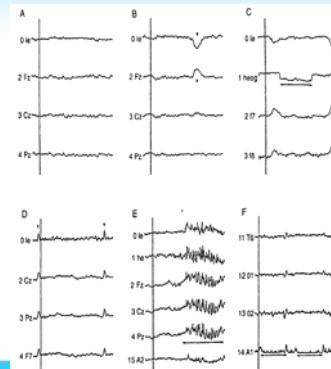 A
0 le
2 Fz
3 Cz
4 Pz
B
0 le
2 Fz
3 Cz
4 Pz
C
0 le
1 heog
2 f7
3 f8
D
0 le
2 Cz
3 Pz
4 F7
E
0 le
1 he
2 Fz
3 Cz
4 Pz
15 A2
F
11 T6
12 01
13 02
14 A1